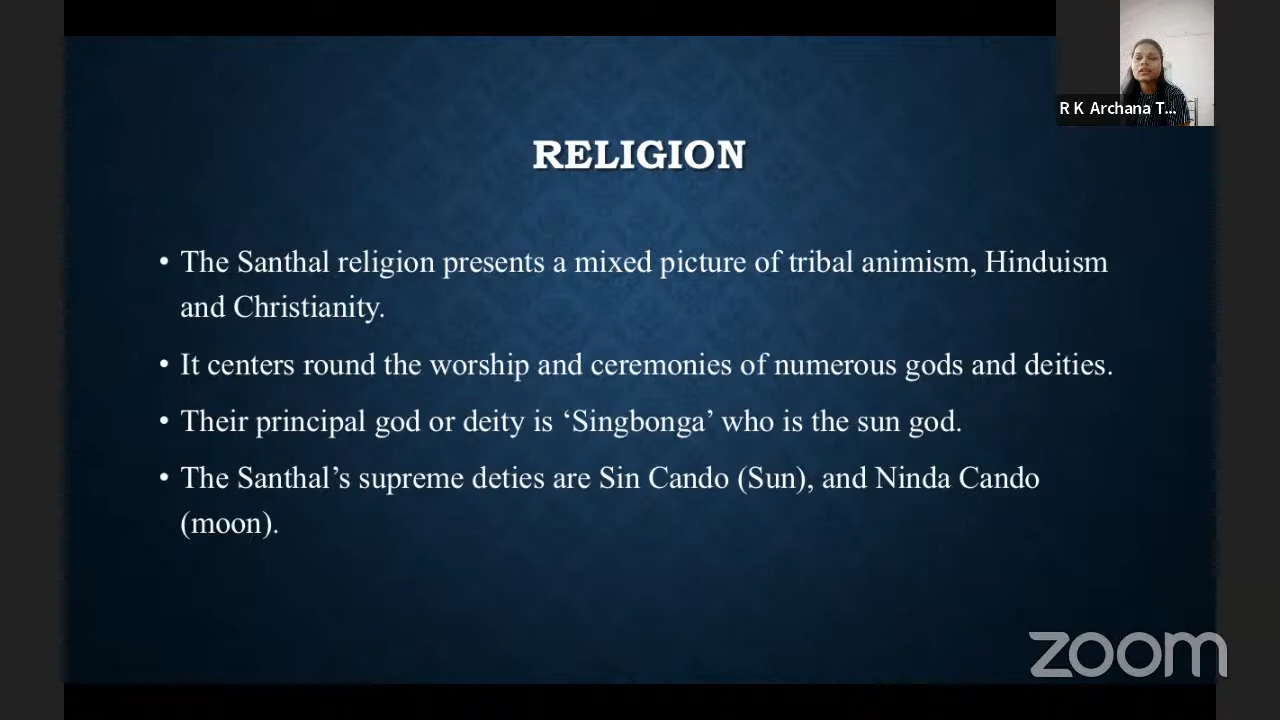 R K Archana T...
RELIGION
• The Santhal religion presents a mixed picture of tribal animism, Hinduism
and Christianity.
• It centers round the worship and ceremonies of numerous gods and deities.
• Their principal god or deity is ‘Singbonga’ who is the sun god.
• The Santhal’s supreme deties are Sin Cando (Sun), and Ninda Cando
(moon).
zoom